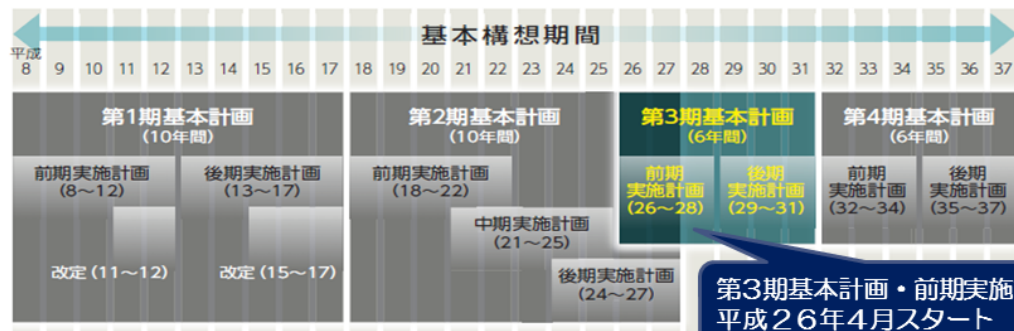 基本構想期間
平成
8 9 10 11 12 13 14 15 16 17 18 19 20 21 22 23 24 25 26 27 28 29 30 31 32 33 34 35 36 37
第1期基本計画
(10年間)
第2期基本計画
(10年間)
第3期基本計画
(6年間)
第4期基本計画
(6年間)
前期実施計画
(8～12)
後期実施計画
(13～17)
前期実施計画
(18～22)
前期
実施計画
(26～28)
後期
実施計画
(29～31)
前期
実施計画
(32～34)
後期
実施計画
(35～37)
中期実施計画
(21～25)
改定(11～12)
改定(15～17)
後期実施計画
(24～27)
第3期基本計画・前期実施
平成26年4月スタート